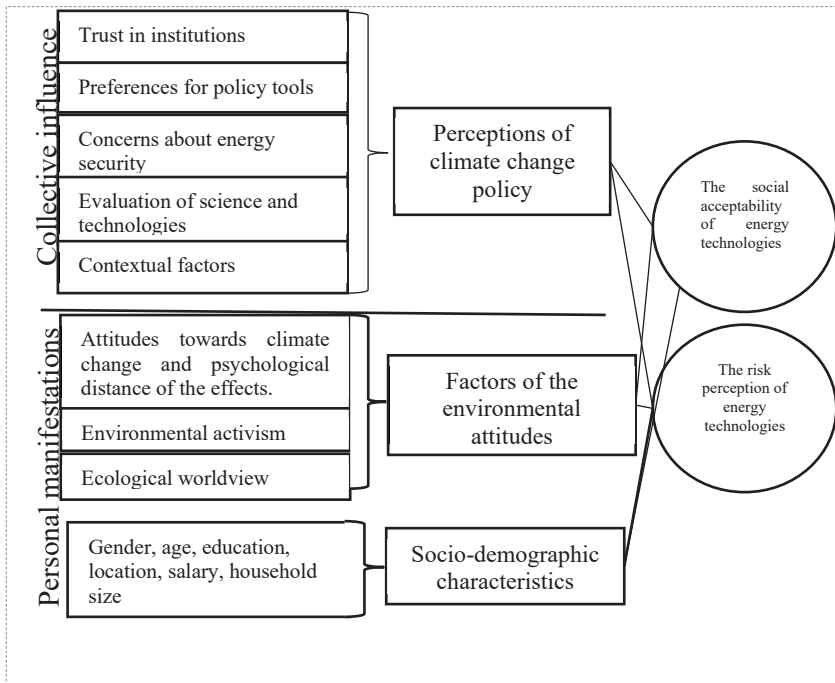 Collective influence
Trust in institutions
Preferences for policy tools
Concerns about energy
security
Evaluation of science and
technologies
Contextual factors
Perceptions of
climate change
policy
The social
acceptability
of energy
technologies
Personal manifestations
Attitudes towards climate
change and psychological
distance of the effects.
Environmental activism
Ecological worldview
Factors of the
environmental
attitudes
The risk
perception of
energy
technologies
Gender, age, education,
location, salary, household
size
Socio-demographic
characteristics